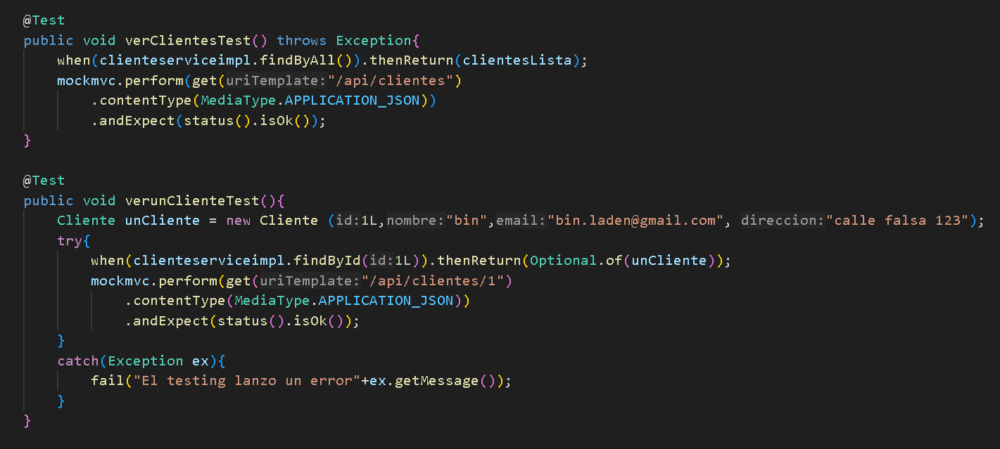 @Test
public void verClientesTest() throws Exception{
    when(clienteserviceimpl.findByAll()).thenReturn(clientesLista);
    mockmvc.perform(get(uriTemplate:"/api/clientes")
        .contentType(MediaType.APPLICATION_JSON))
        .andExpect(status().isOk());
}
@Test
public void verunClienteTest(){
    Cliente unCliente = new Cliente (id:1L,nombre:"bin",email:"bin.laden@gmail.com", direccion:"calle falsa 123");
    try{
        when(clienteserviceimpl.findById(id:1L)).thenReturn(Optional.of(unCliente));
        mockmvc.perform(get(uriTemplate:"/api/clientes/1")
            .contentType(MediaType.APPLICATION_JSON))
            .andExpect(status().isOk());
    }
    catch(Exception ex){
        fail("El testing lanzo un error"+ex.getMessage());
    }
}